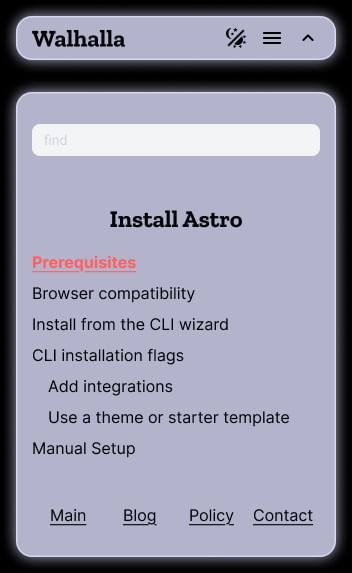 Walhalla
find
Install Astro
Prerequisites
Browser compatibility
Install from the CLI wizard
CLI installation flags
Add integrations
Use a theme or starter template
Manual Setup
Main Blog Policy Contact